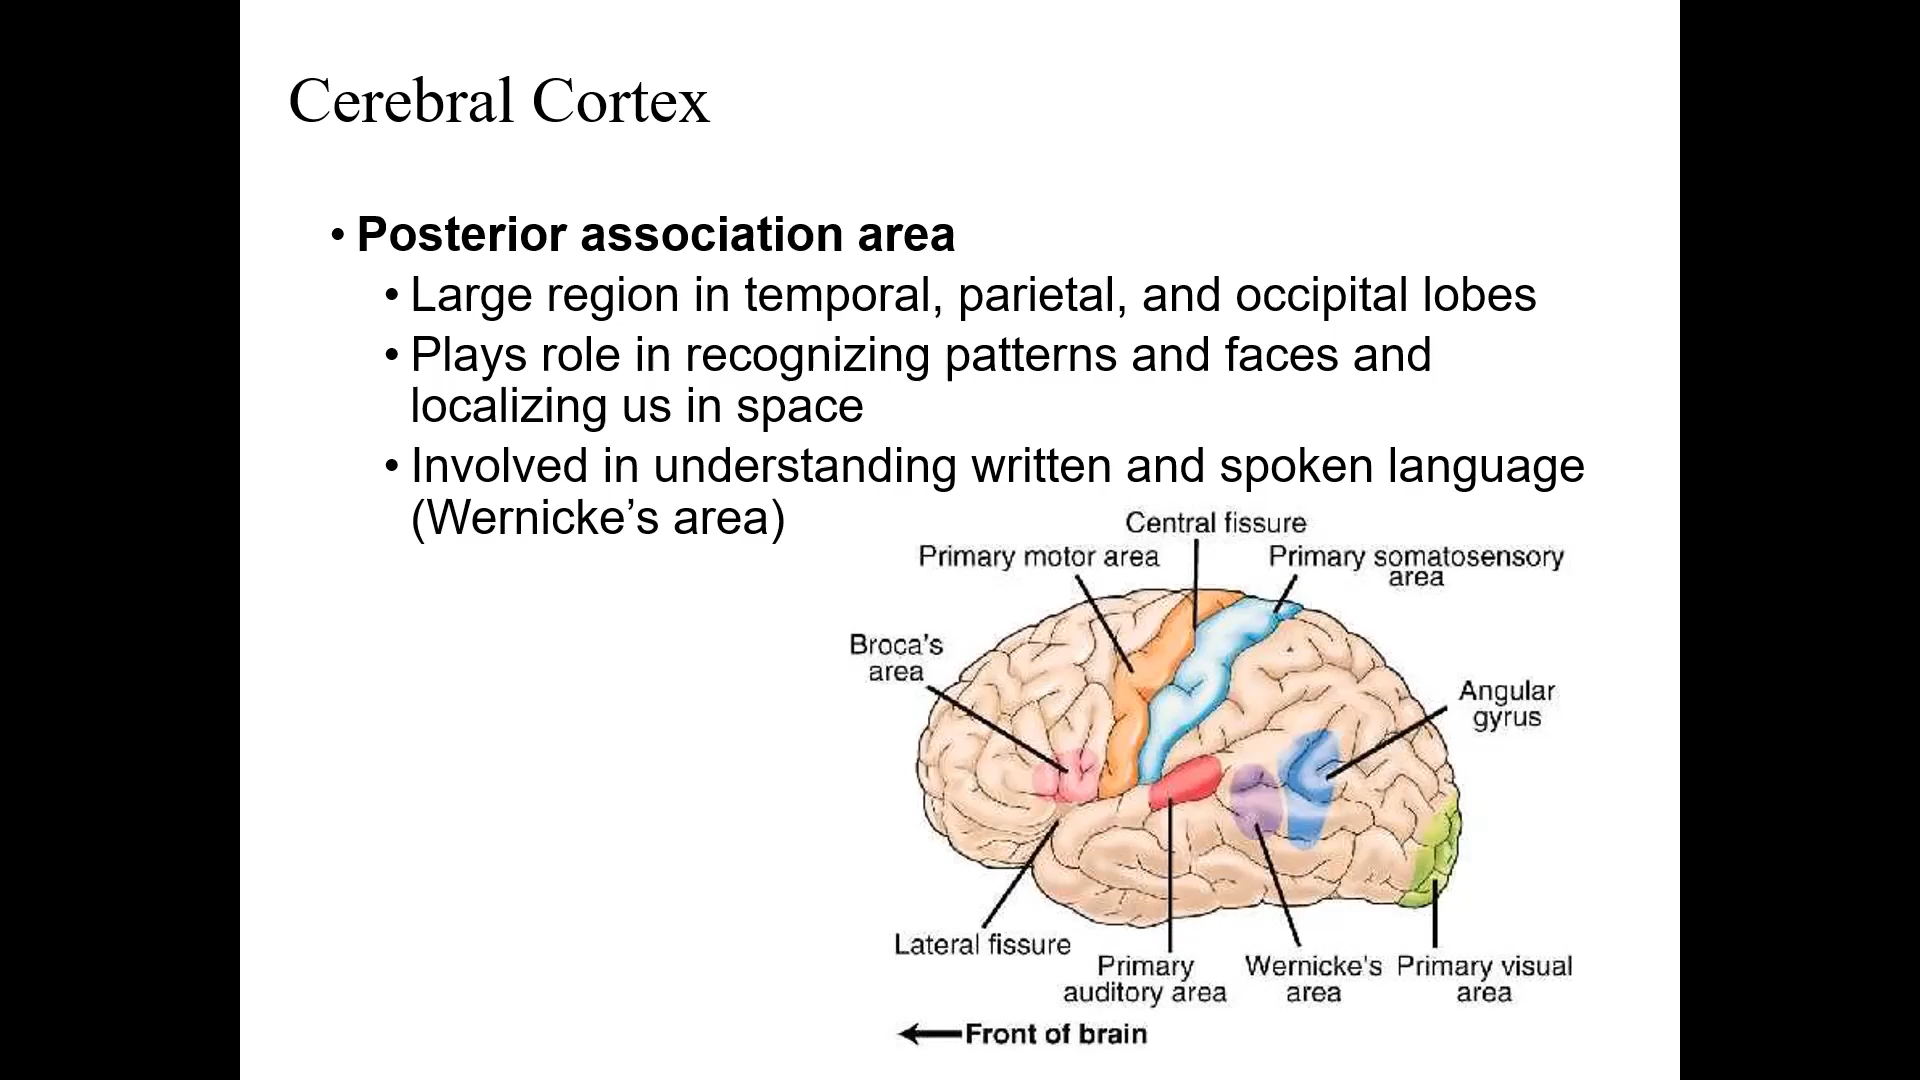 Cerebral Cortex
• Posterior association area
• Large region in temporal, parietal, and occipital lobes
• Plays role in recognizing patterns and faces and
localizing us in space
• Involved in understanding written and spoken language
(Wernicke’s area)
Central fissure
Primary motor area
Primary somatosensory
area
Broca's
area
Angular
gyrus
Lateral fissure
Primary
auditory area
Wernicke's
area
Primary visual
area
Front of brain